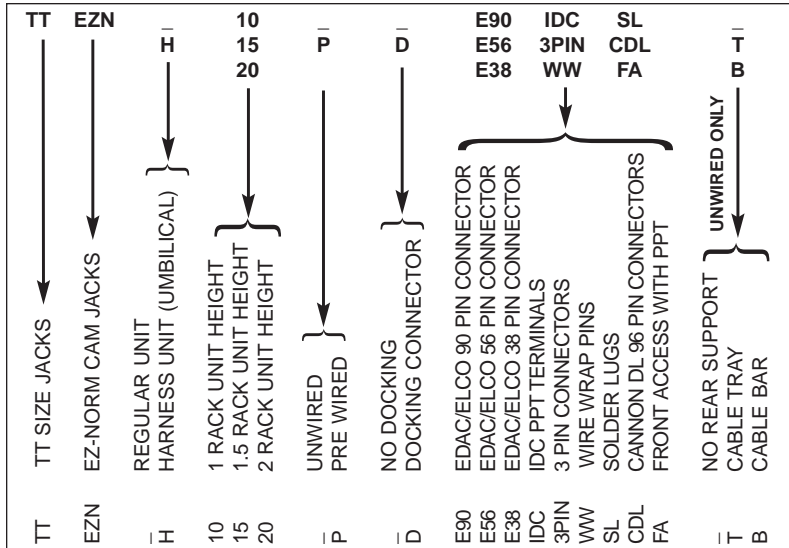 TT EZN _ 10 _ _ E90 IDC SL _
H 15 P D E56 3PIN CDL T
20 E38 WW FA B
UNWIRED ONLY
TT TT SIZE JACKS
EZN EZ-NORM CAM JACKS
_ REGULAR UNIT
H HARNESS UNIT (UMBILICAL)
10 1 RACK UNIT HEIGHT
15 1.5 RACK UNIT HEIGHT
20 2 RACK UNIT HEIGHT
_ UNWIRED
P PRE WIRED
_ NO DOCKING
D DOCKING CONNECTOR
E90 EDAC/ELCO 90 PIN CONNECTOR
E56 EDAC/ELCO 56 PIN CONNECTOR
E38 EDAC/ELCO 38 PIN CONNECTOR
IDC IDC PPT TERMINALS
3PIN 3 PIN CONNECTORS
WW WIRE WRAP PINS
SL SOLDER LUGS
CDL CANNON DL 96 PIN CONNECTORS
FA FRONT ACCESS WITH PPT
_ NO REAR SUPPORT
T CABLE TRAY
B CABLE BAR